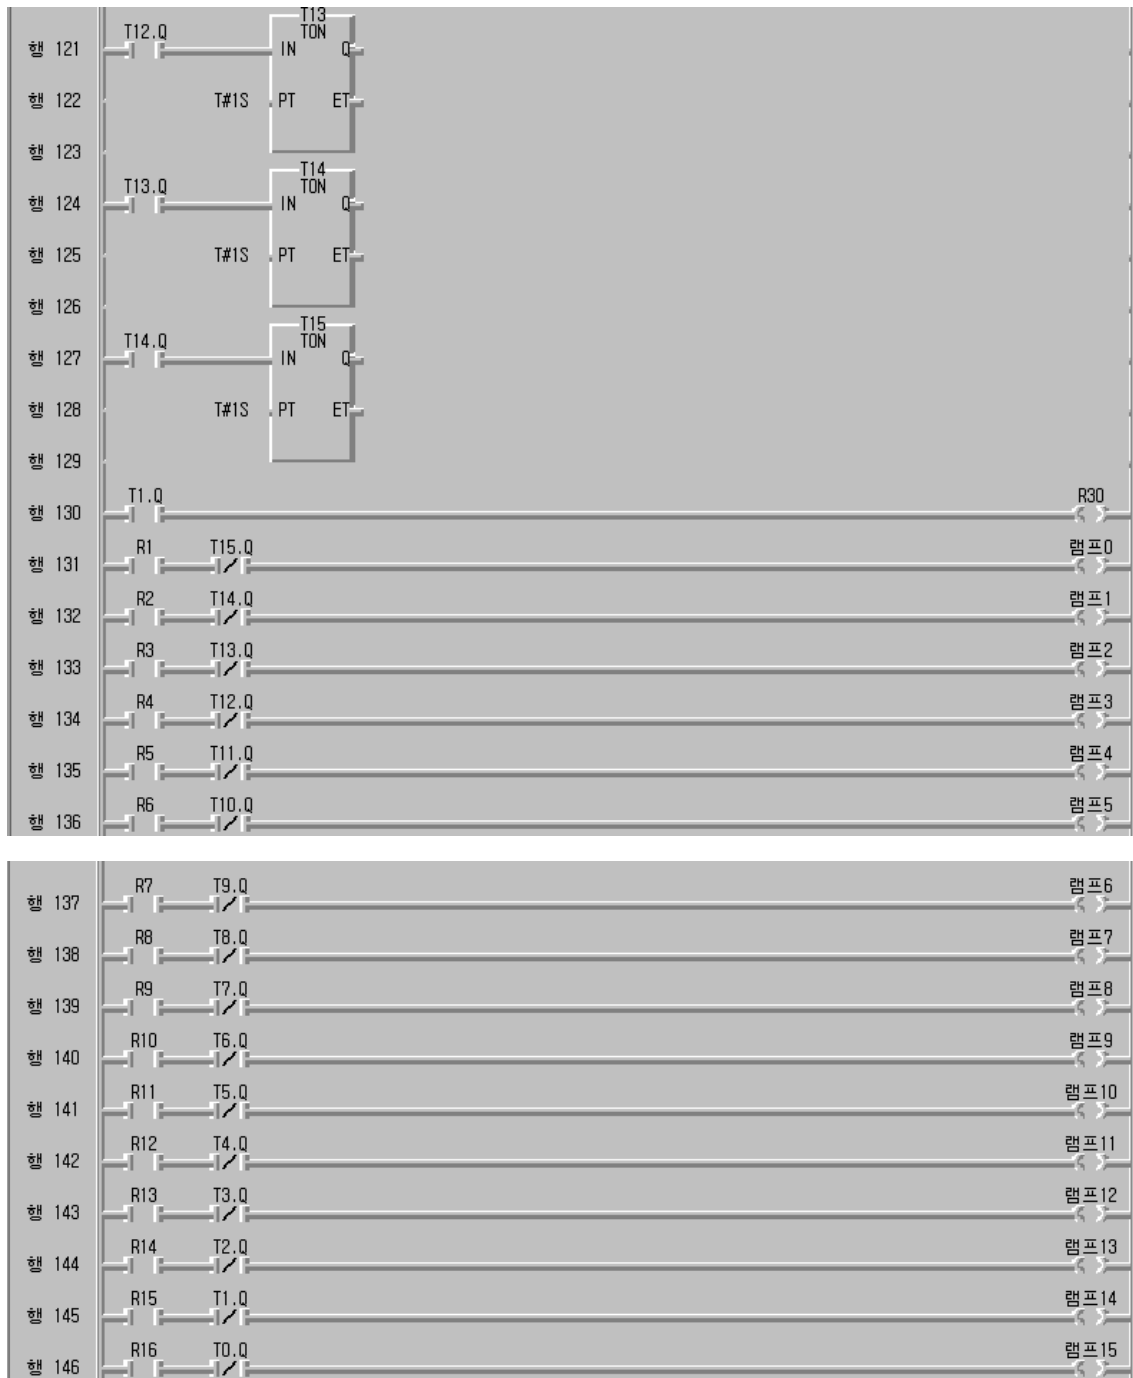 T13
T12.Q TON
행 121 IN Q
행 122 T#1S PT ET
행 123
T14
T13.Q TON
행 124 IN Q
행 125 T#1S PT ET
행 126
T15
T14.Q TON
행 127 IN Q
행 128 T#1S PT ET
행 129
T1.Q R30
행 130
R1 T15.Q 램프0
행 131
R2 T14.Q 램프1
행 132
R3 T13.Q 램프2
행 133
R4 T12.Q 램프3
행 134
R5 T11.Q 램프4
행 135
R6 T10.Q 램프5
행 136
R7 T9.Q 램프6
행 137
R8 T8.Q 램프7
행 138
R9 T7.Q 램프8
행 139
R10 T6.Q 램프9
행 140
R11 T5.Q 램프10
행 141
R12 T4.Q 램프11
행 142
R13 T3.Q 램프12
행 143
R14 T2.Q 램프13
행 144
R15 T1.Q 램프14
행 145
R16 T0.Q 램프15
행 146